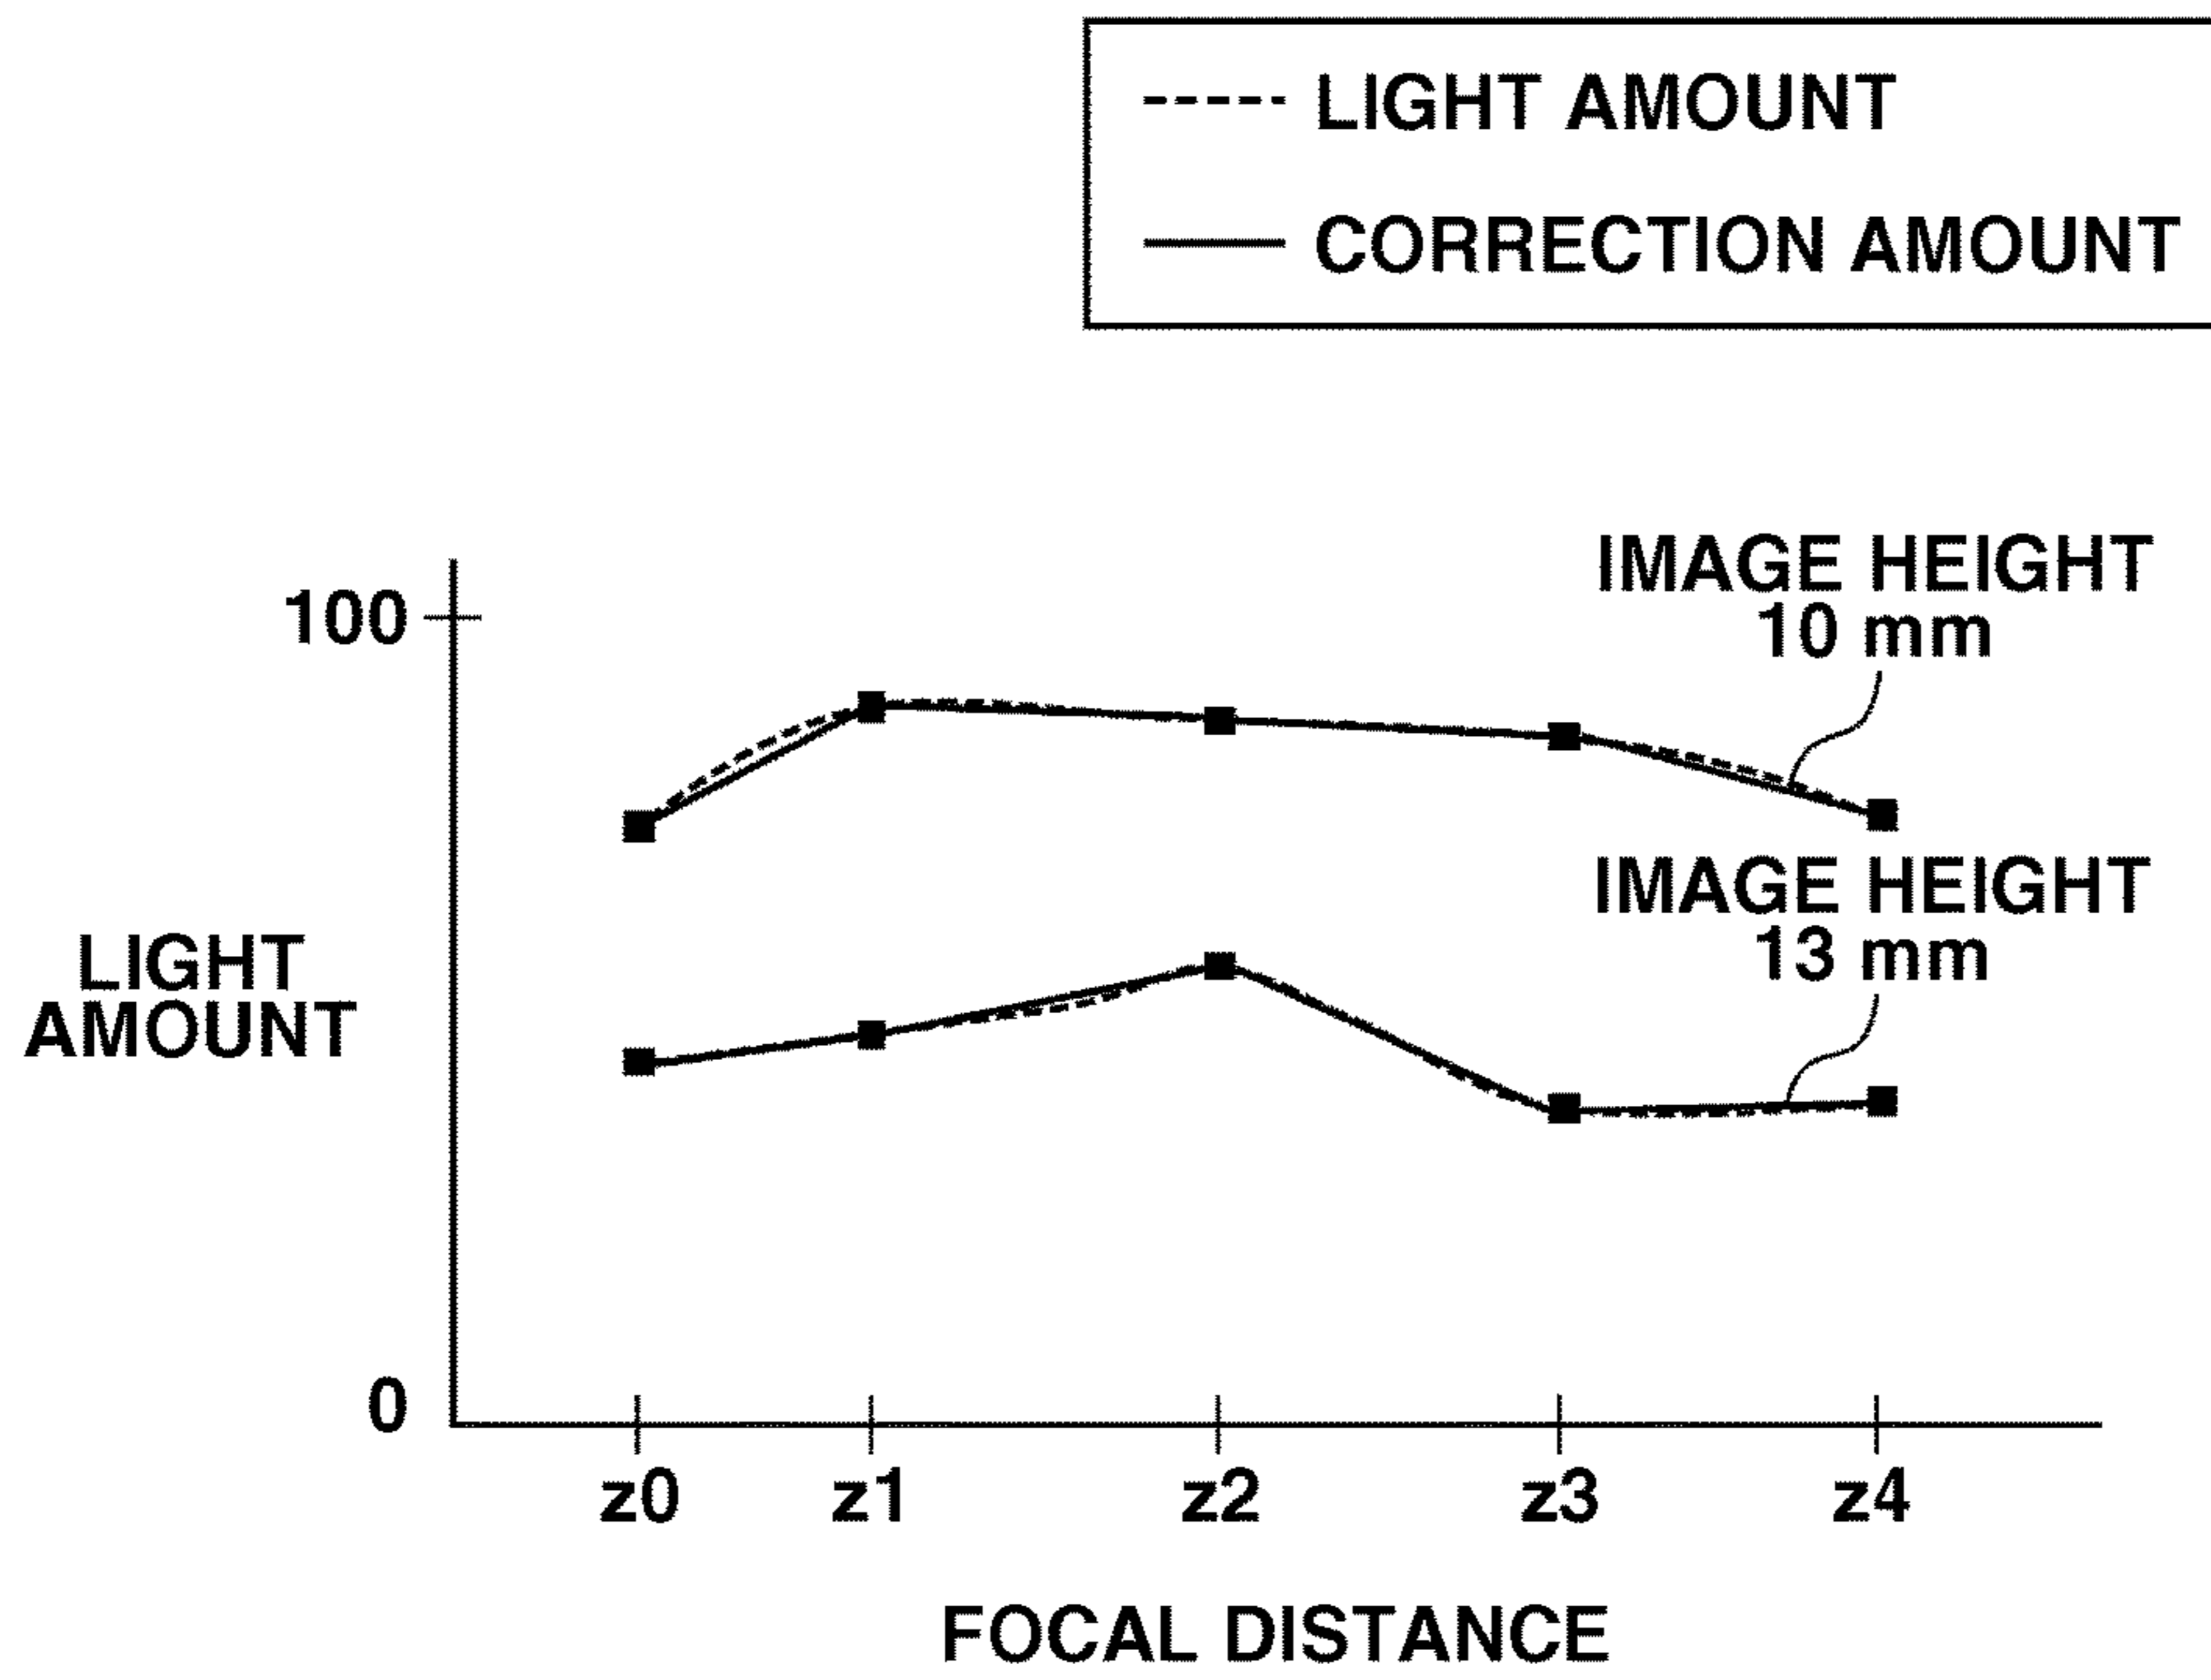 LIGHT AMOUNT
CORRECTION AMOUNT
100
IMAGE HEIGHT
10 mm
IMAGE HEIGHT
13 mm
LIGHT
AMOUNT
0
z0 z1 z2 z3 z4
FOCAL DISTANCE